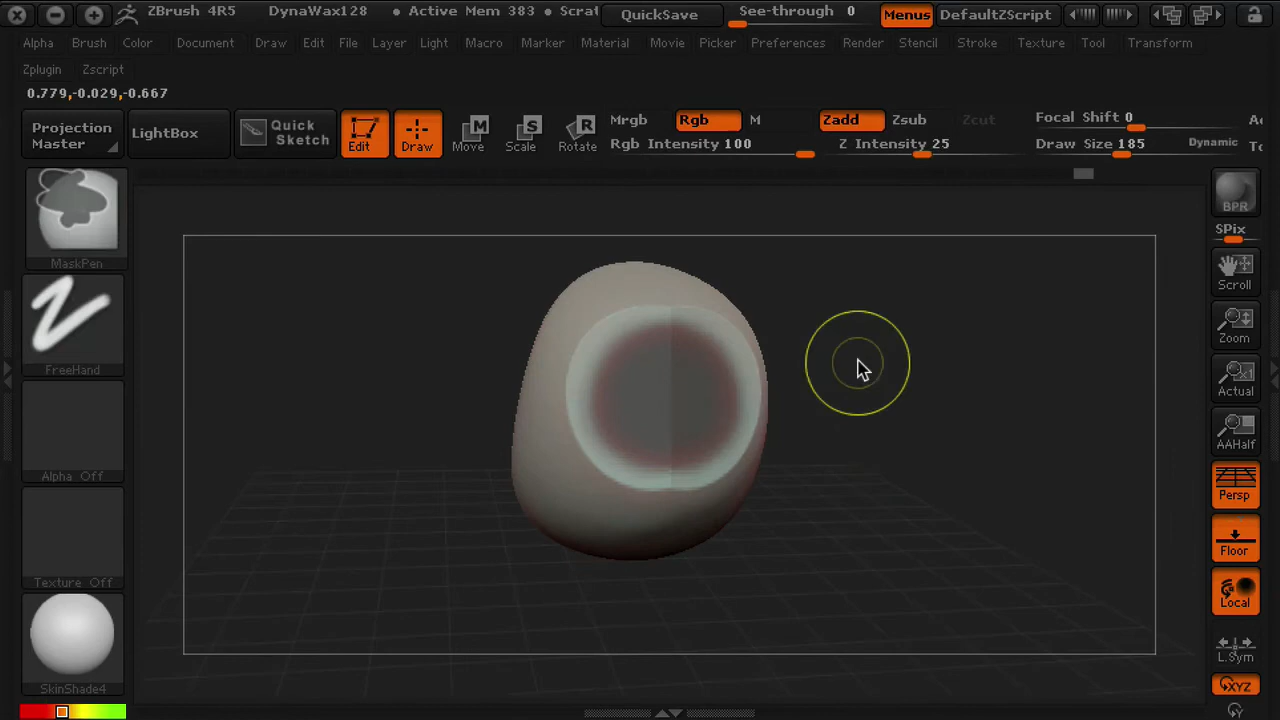 ZBrush 4R5 DynaWax128 • Active Mem 383 • Scrat QuickSave See-through 0 Menus DefaultZScript
Alpha Brush Color Document Draw Edit File Layer Light Macro Marker Material Movie Picker Preferences Render Stencil Stroke Texture Tool Transform
Zplugin Zscript
0.779,-0.029,-0.667
Projection Master
LightBox
Quick Sketch
Edit
Draw
Move
Scale
Rotate
Mrgb Rgb M
Rgb Intensity 100
Zadd Zsub Zcut
Z Intensity 25
Focal Shift 0
Draw Size 185 Dynamic
Ac
To
MaskPen
FreeHand
Alpha Off
Texture Off
SkinShade4
BPR
SPix
Scroll
Zoom
Actual
AAHalf
Persp
Floor
Local
L.Sym
XYZ